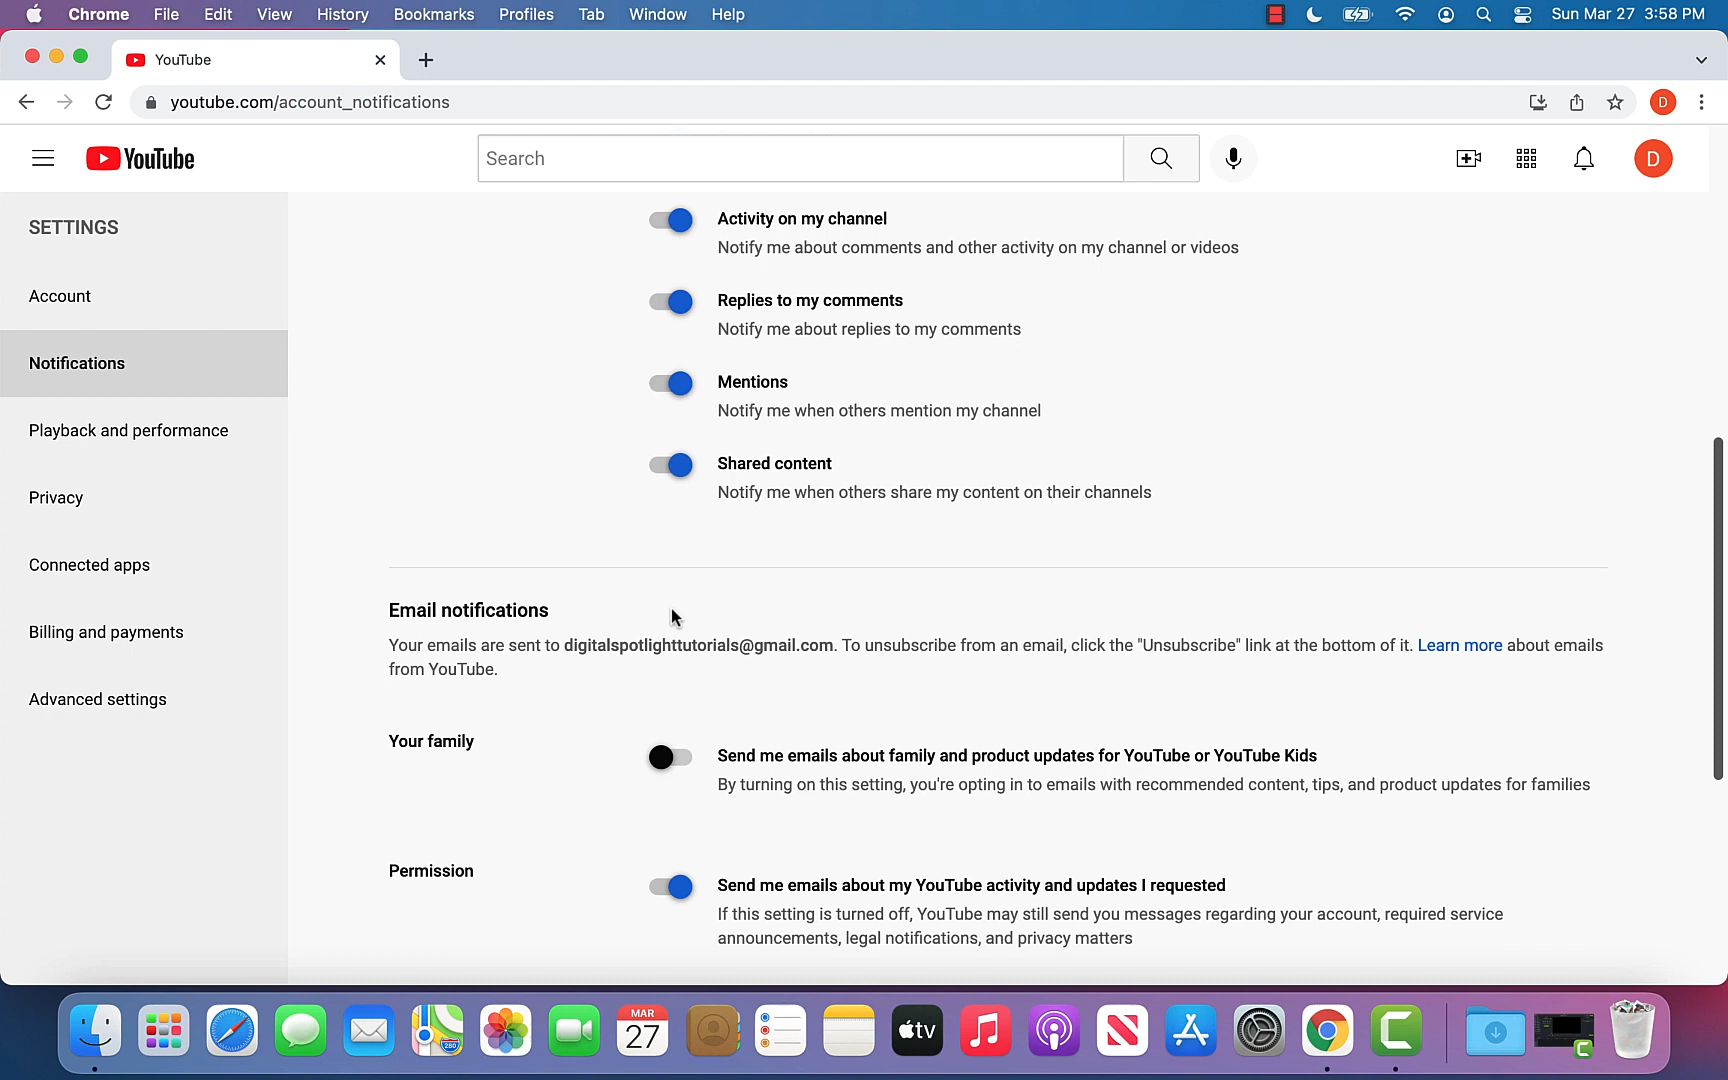 Chrome File Edit View History Bookmarks Profiles Tab Window Help Sun Mar 27 3:58 PM
YouTube
youtube.com/account_notifications D
YouTube Search D
SETTINGS
Account
Notifications
Playback and performance
Privacy
Connected apps
Billing and payments
Advanced settings
Activity on my channel
Notify me about comments and other activity on my channel or videos
Replies to my comments
Notify me about replies to my comments
Mentions
Notify me when others mention my channel
Shared content
Notify me when others share my content on their channels
Email notifications
Your emails are sent to digitalspotlighttutorials@gmail.com. To unsubscribe from an email, click the "Unsubscribe" link at the bottom of it. Learn more about emails
from YouTube.
Your family
Send me emails about family and product updates for YouTube or YouTube Kids
By turning on this setting, you're opting in to emails with recommended content, tips, and product updates for families
Permission
Send me emails about my YouTube activity and updates I requested
If this setting is turned off, YouTube may still send you messages regarding your account, required service
announcements, legal notifications, and privacy matters
280
MAR
27
tv
C
C